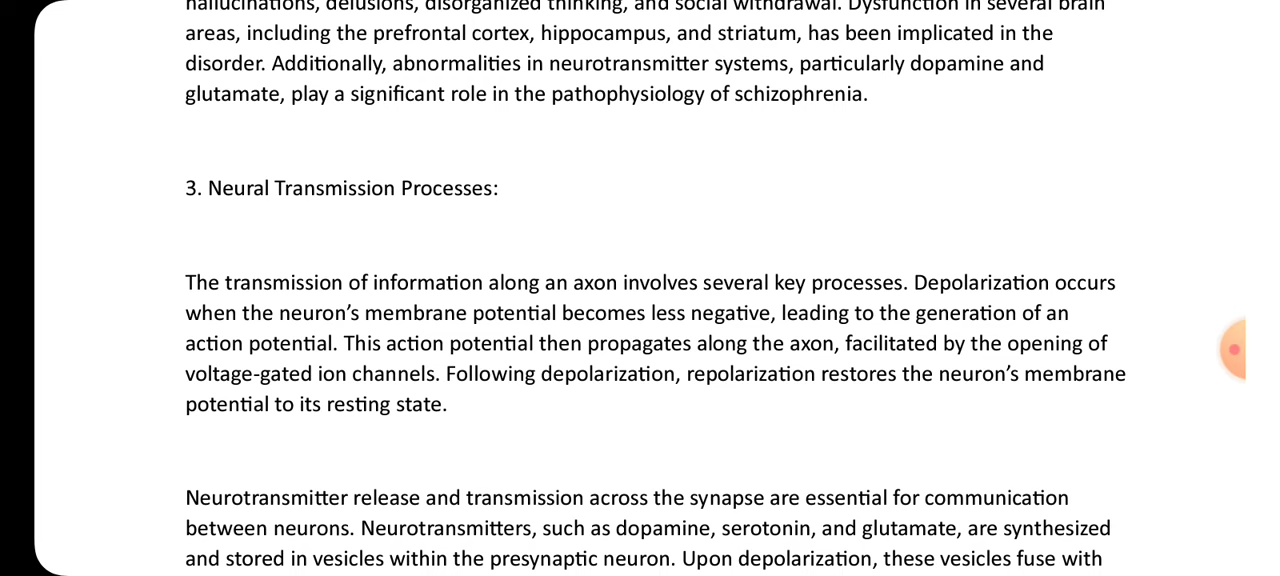 hallucinations, delusions, disorganized thinking, and social withdrawal. Dysfunction in several brain
areas, including the prefrontal cortex, hippocampus, and striatum, has been implicated in the
disorder. Additionally, abnormalities in neurotransmitter systems, particularly dopamine and
glutamate, play a significant role in the pathophysiology of schizophrenia.
3. Neural Transmission Processes:
The transmission of information along an axon involves several key processes. Depolarization occurs
when the neuron’s membrane potential becomes less negative, leading to the generation of an
action potential. This action potential then propagates along the axon, facilitated by the opening of
voltage-gated ion channels. Following depolarization, repolarization restores the neuron’s membrane
potential to its resting state.
Neurotransmitter release and transmission across the synapse are essential for communication
between neurons. Neurotransmitters, such as dopamine, serotonin, and glutamate, are synthesized
and stored in vesicles within the presynaptic neuron. Upon depolarization, these vesicles fuse with